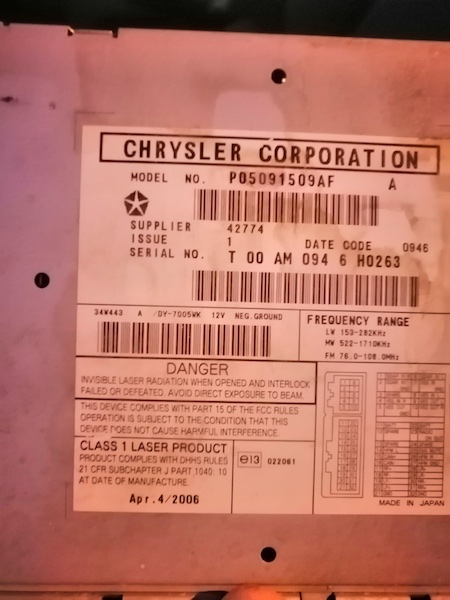 CHRYSLER CORPORATION
MODEL NO. P05091509AF A
SUPPLIER 42774
ISSUE 1 DATE CODE 0946
SERIAL NO. T 00 AM 094 6 H0263
34W443 A /DY-7005WK 12V NEG.GROUND
FREQUENCY RANGE
LW 153-282KHz
MW 522-1710KHz
FM 76.0-108.0MHz
DANGER
INVISIBLE LASER RADIATION WHEN OPENED AND INTERLOCK
FAILED OR DEFEATED. AVOID DIRECT EXPOSURE TO BEAM.
THIS DEVICE COMPLIES WITH PART 15 OF THE FCC RULES
OPERATION IS SUBJECT TO THE CONDITION THAT THIS
DEVICE DOES NOT CAUSE HARMFUL INTERFERENCE.
CLASS 1 LASER PRODUCT
PRODUCT COMPLIES WITH DHHS RULES
21 CFR SUBCHAPTER J PART 1040. 10
AT DATE OF MANUFACTURE.
Apr.4/2006
e13 022061
MADE IN JAPAN